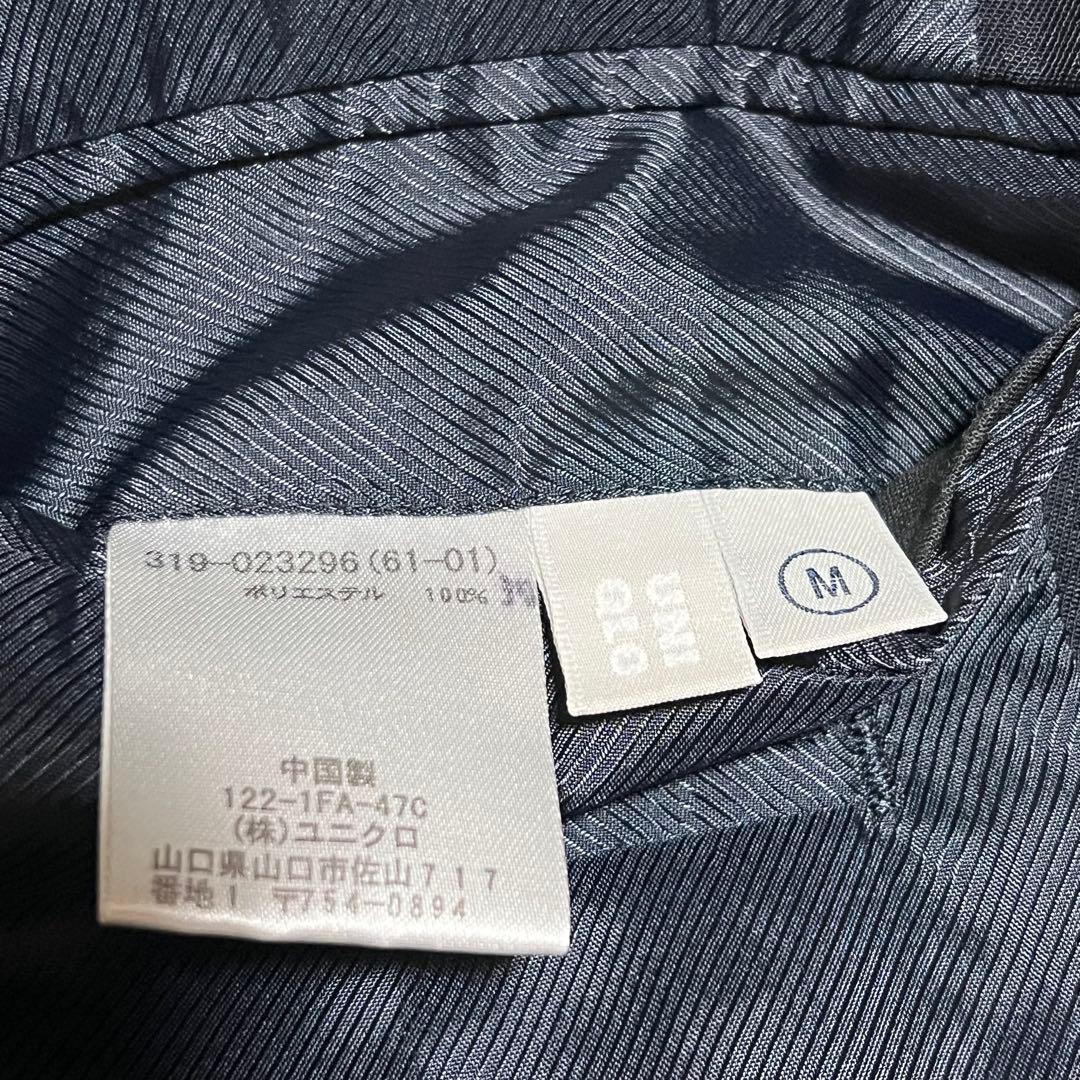 319-023296(61-01)
ポリエステル 100%
中国製
122-1FA-47C
(株)ユニクロ
山口県山口市佐山717
番地1 〒754-0894
UNI
QLO
M